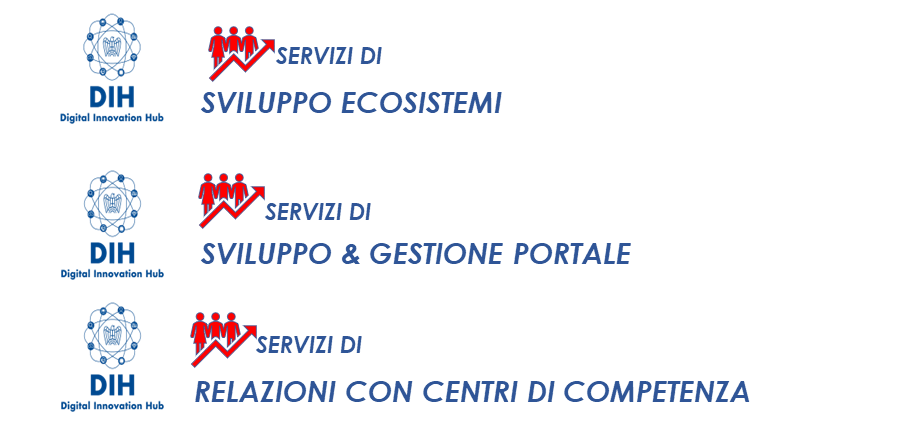 SERVIZI DI
SVILUPPO ECOSISTEMI
DIH
Digital Innovation Hub
SERVIZI DI
SVILUPPO & GESTIONE PORTALE
DIH
Digital Innovation Hub
SERVIZI DI
RELAZIONI CON CENTRI DI COMPETENZA
DIH
Digital Innovation Hub